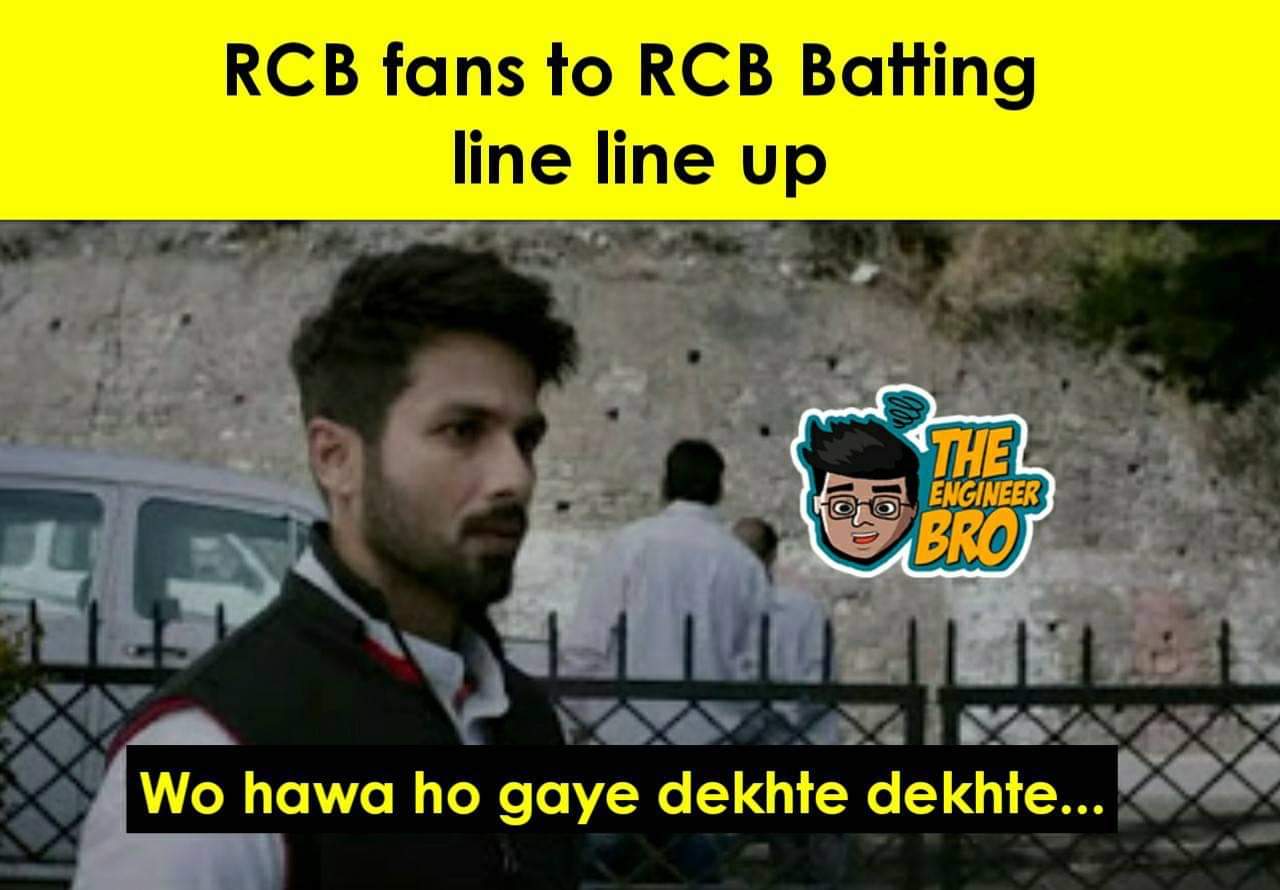 RCB fans to RCB Batting
line line up
THE
ENGINEER
BRO
Wo hawa ho gaye dekhte dekhte...